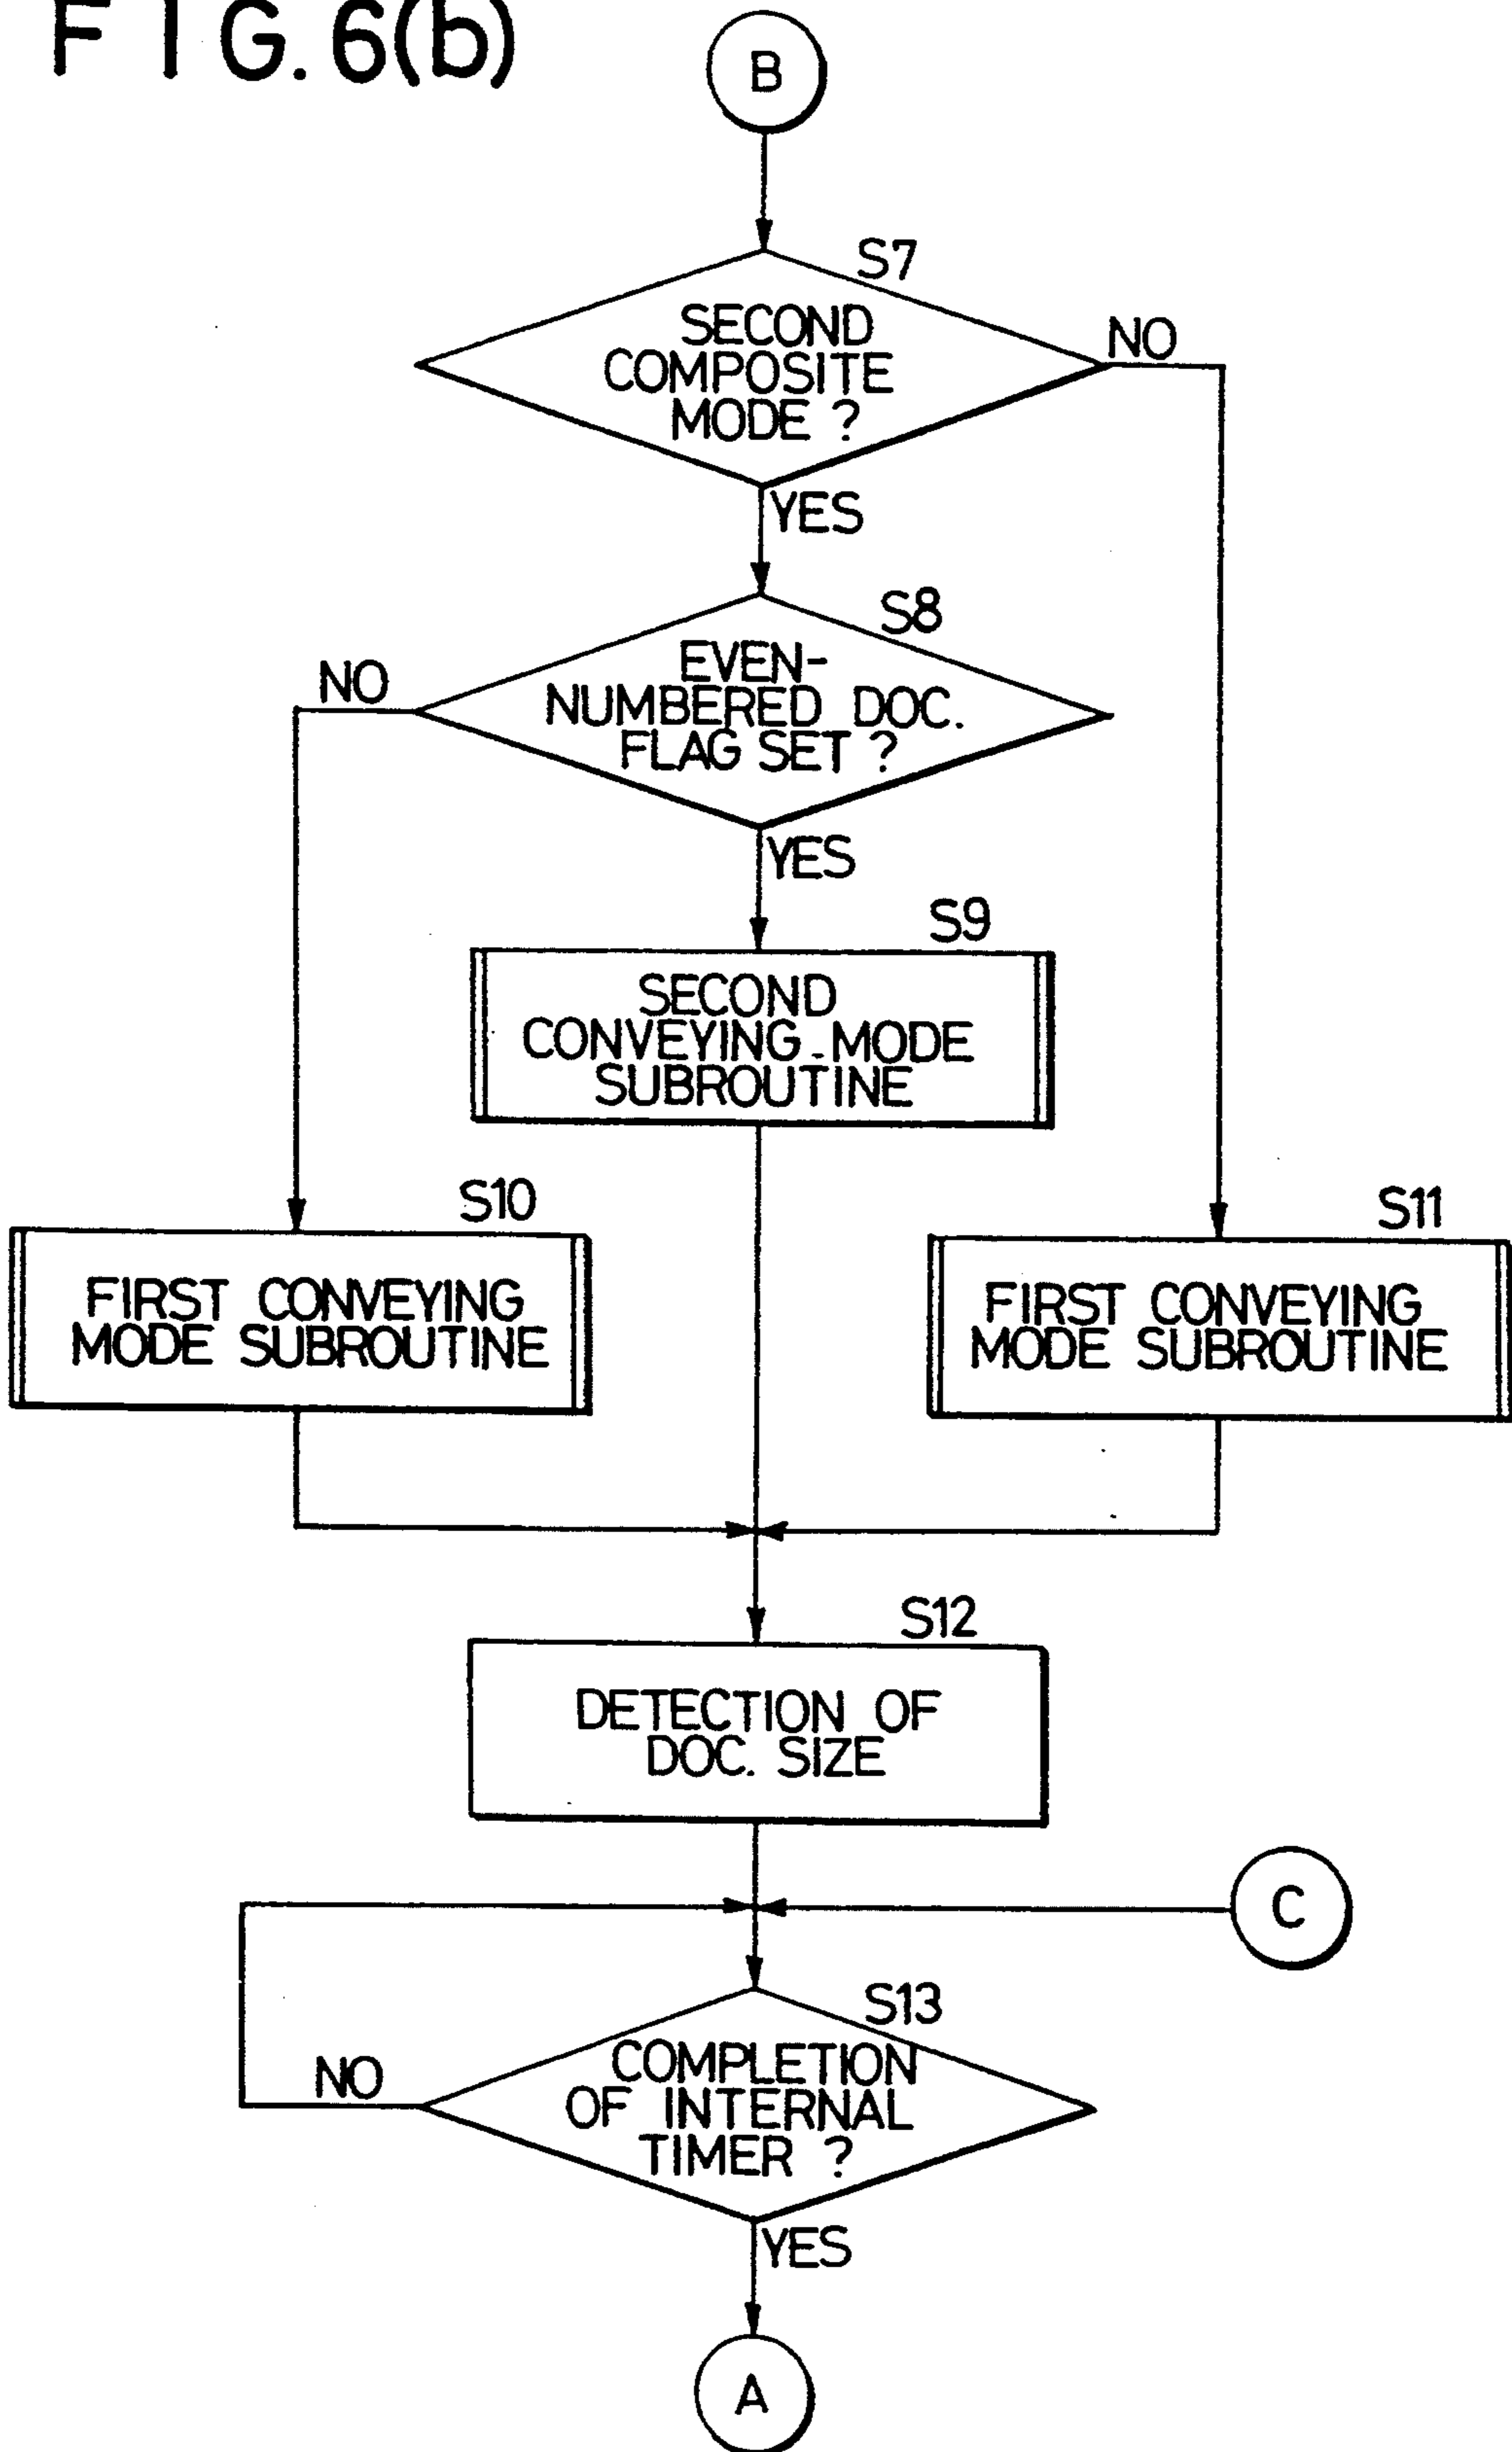 FIG. 6(b)
B
S7
SECOND
COMPOSITE
MODE ?
NO
YES
S8
EVEN-
NUMBERED DOC.
FLAG SET ?
NO
YES
S9
SECOND
CONVEYING MODE
SUBROUTINE
S10
FIRST CONVEYING
MODE SUBROUTINE
S11
FIRST CONVEYING
MODE SUBROUTINE
S12
DETECTION OF
DOC. SIZE
C
S13
COMPLETION
OF INTERNAL
TIMER ?
NO
YES
A